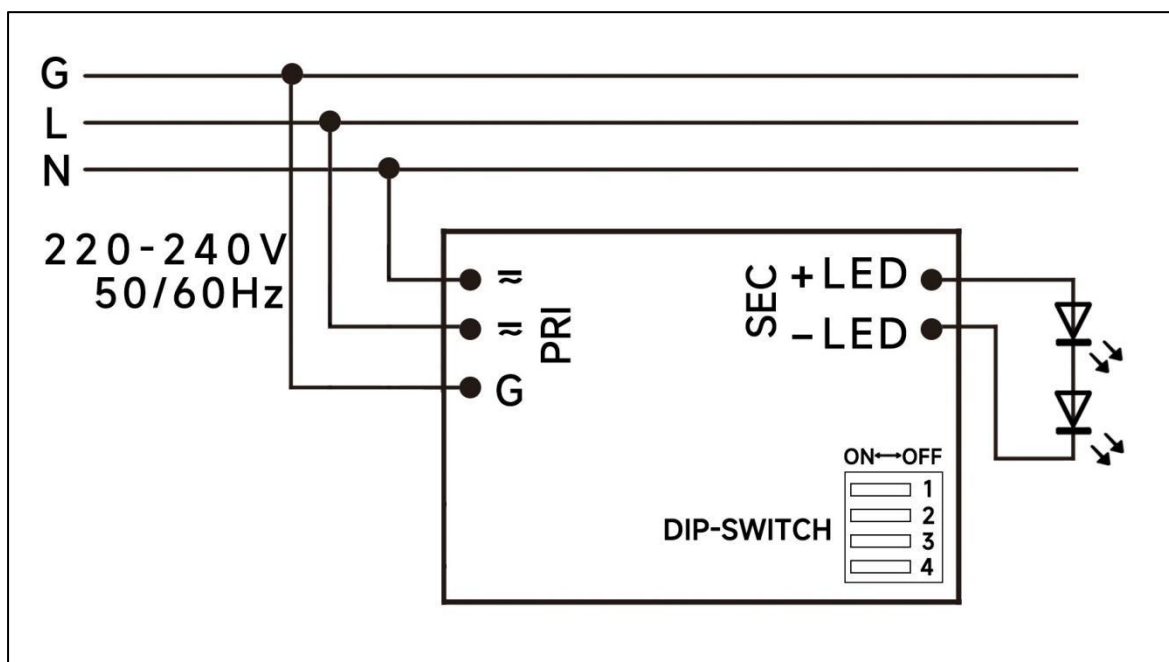 G
L
N
220-240V
50/60Hz
≂
≂
G
PRI
SEC
+LED
–LED
ON↔OFF
1
2
3
4
DIP-SWITCH